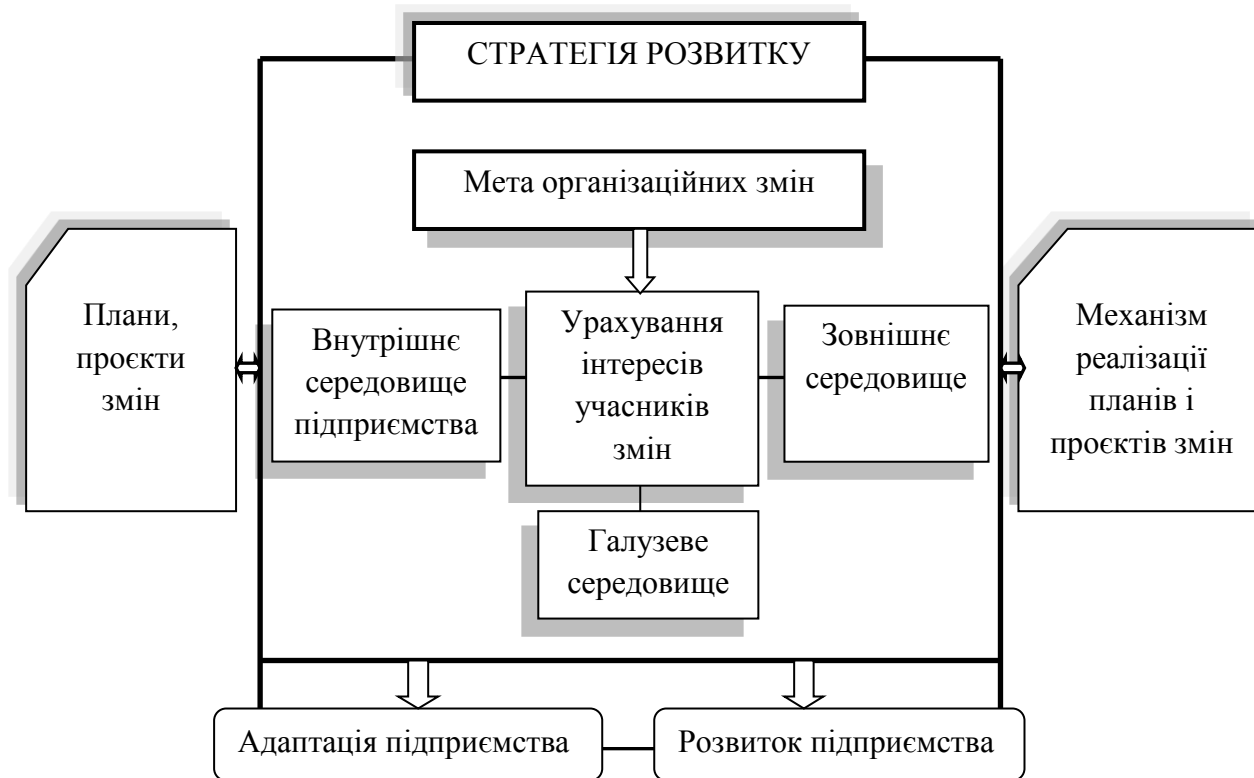 СТРАТЕГІЯ РОЗВИТКУ
Мета організаційних змін
Плани,
проєкти
змін
Внутрішнє
середовище
підприємства
Урахування
інтересів
учасників
змін
Зовнішнє
середовище
Механізм
реалізації
планів і
проєктів змін
Галузеве
середовище
Адаптація підприємства
Розвиток підприємства